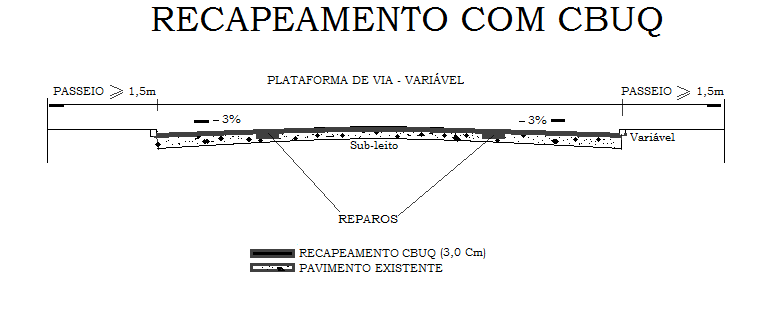 RECAPEAMENTO COM CBUQ
PLATAFORMA DE VIA - VARIÁVEL
PASSEIO ⩾ 1,5m
PASSEIO ⩾ 1,5m
- 3%
- 3%
Variável
Sub-leito
REPAROS
RECAPEAMENTO CBUQ (3,0 Cm)
PAVIMENTO EXISTENTE